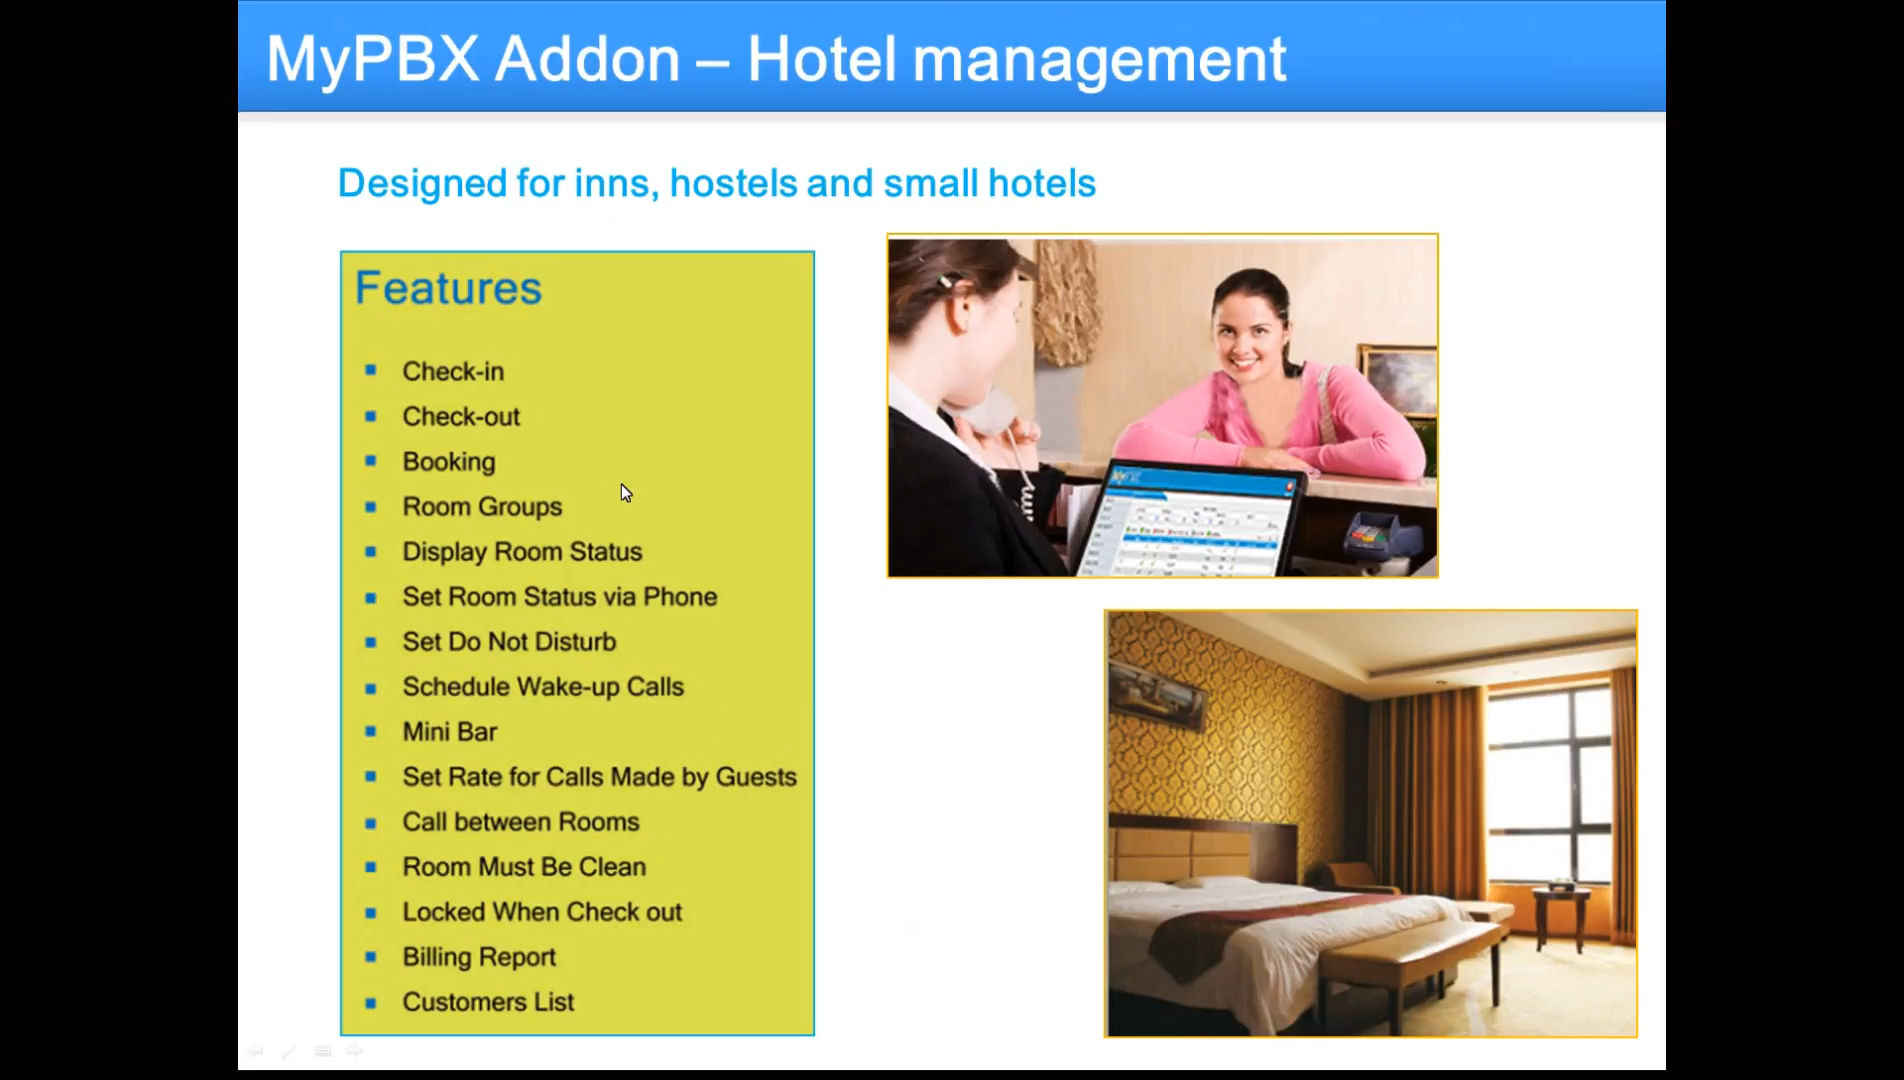 MyPBX Addon – Hotel management
Designed for inns, hostels and small hotels
Features
Check-in
Check-out
Booking
Room Groups
Display Room Status
Set Room Status via Phone
Set Do Not Disturb
Schedule Wake-up Calls
Mini Bar
Set Rate for Calls Made by Guests
Call between Rooms
Room Must Be Clean
Locked When Check out
Billing Report
Customers List